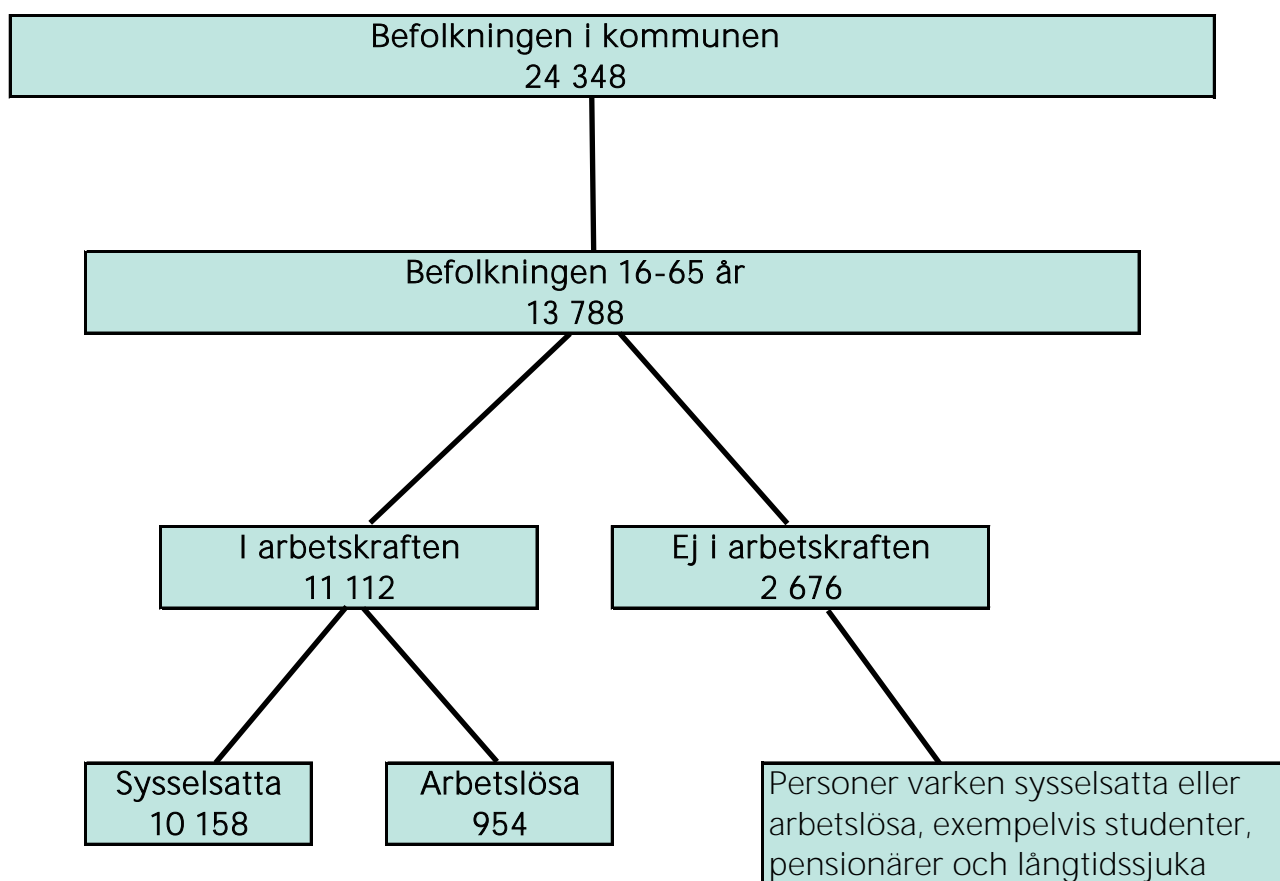 Befolkningen i kommunen
24 348
Befolkningen 16-65 år
13 788
I arbetskraften
11 112
Ej i arbetskraften
2 676
Sysselsatta
10 158
Arbetslösa
954
Personer varken sysselsatta eller
arbetslösa, exempelvis studenter,
pensionärer och långtidssjuka